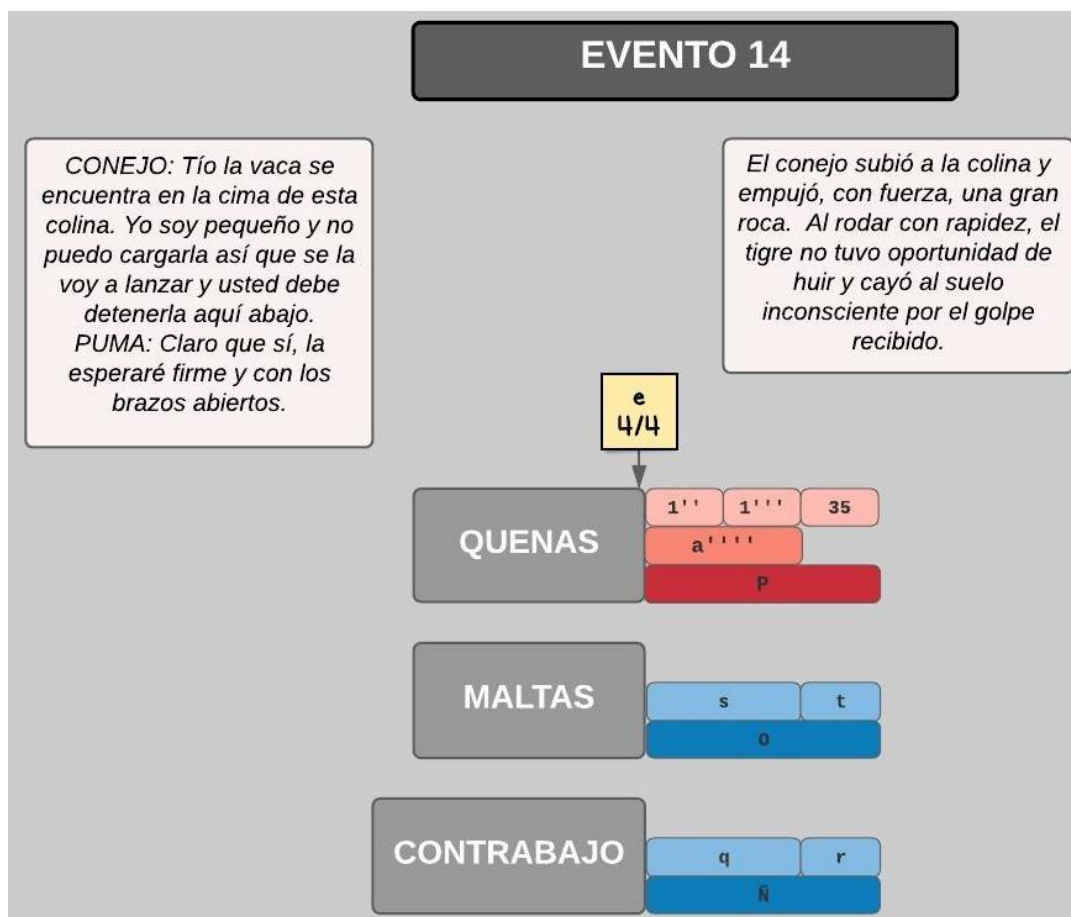 EVENTO 14
CONEJO: Tío la vaca se
encuentra en la cima de esta
colina. Yo soy pequeño y no
puedo cargarla así que se la
voy a lanzar y usted debe
detenerla aquí abajo.
PUMA: Claro que sí, la
esperaré firme y con los
brazos abiertos.
El conejo subió a la colina y
empujó, con fuerza, una gran
roca. Al rodar con rapidez, el
tigre no tuvo oportunidad de
huir y cayó al suelo
inconsciente por el golpe
recibido.
e
4/4
QUENAS
1'' 1''' 35
a''''
P
MALTAS
s t
O
CONTRABAJO
q r
Ñ